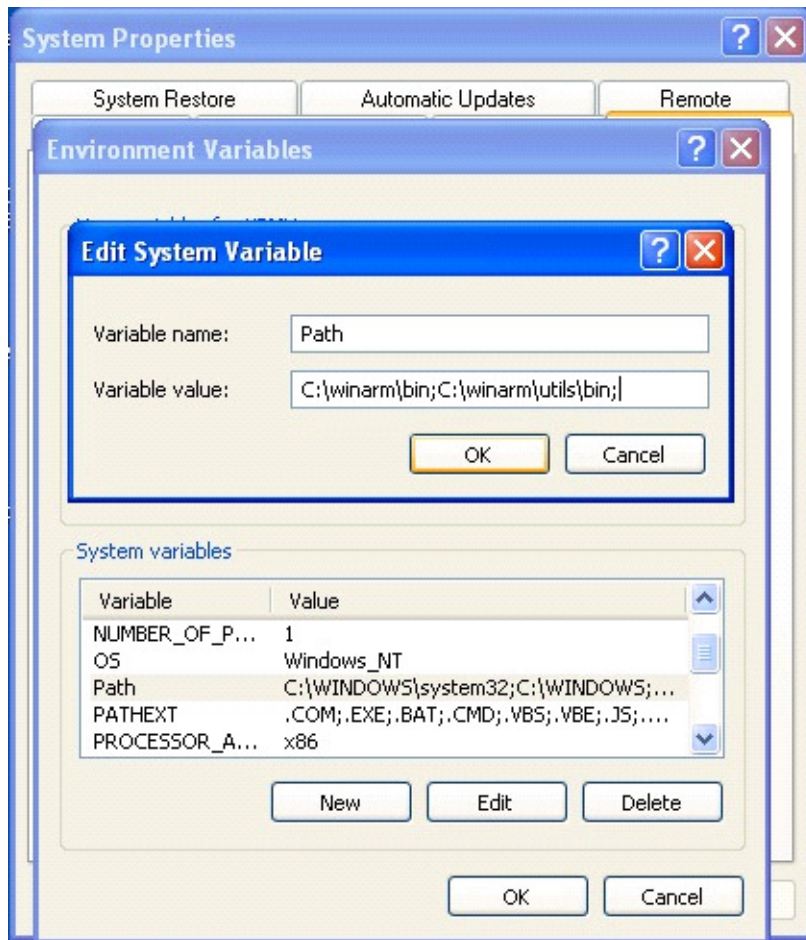 System Properties
System Restore Automatic Updates Remote
Environment Variables
Edit System Variable
Variable name: Path
Variable value: C:\winarm\bin;C:\winarm\utils\bin;
OK Cancel
System variables
Variable Value
NUMBER_OF_P... 1
OS Windows_NT
Path C:\WINDOWS\system32;C:\WINDOWS;...
PATHEXT .COM;.EXE;.BAT;.CMD;.VBS;.VBE;.JS;....
PROCESSOR_A... x86
New Edit Delete
OK Cancel